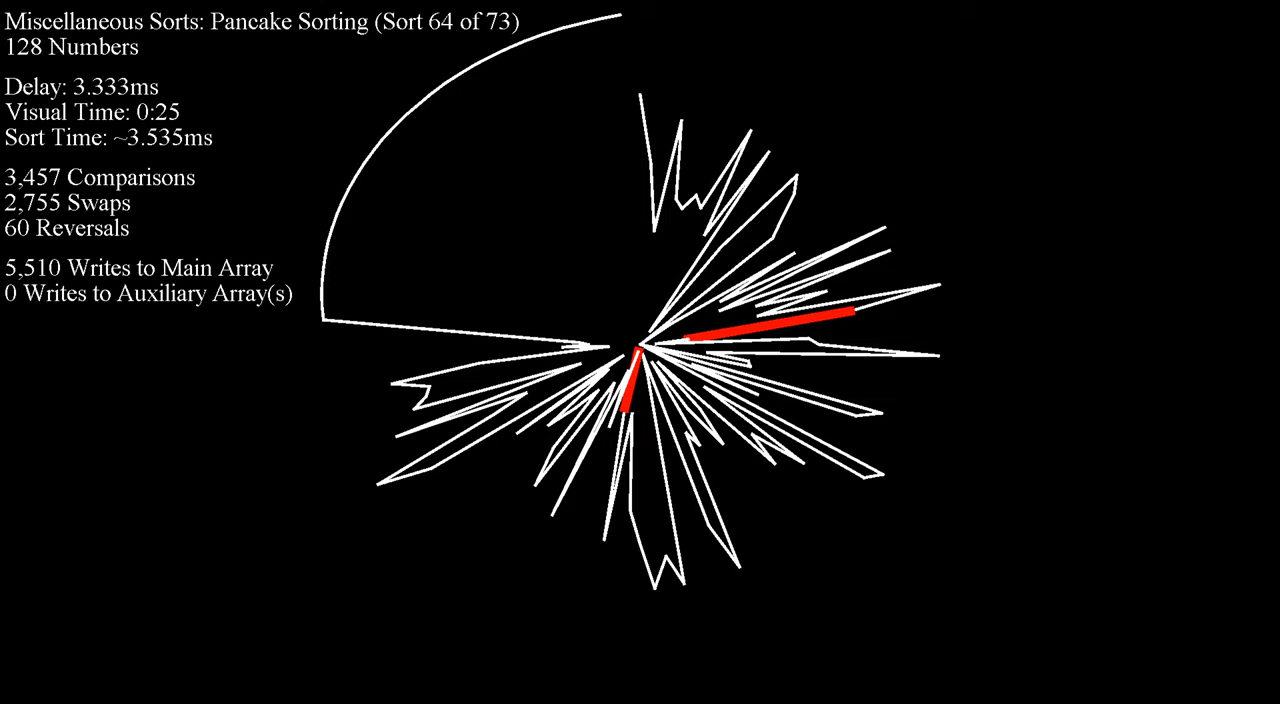 Miscellaneous Sorts: Pancake Sorting (Sort 64 of 73)
128 Numbers
Delay: 3.333ms
Visual Time: 0:25
Sort Time: ~3.535ms
3,457 Comparisons
2,755 Swaps
60 Reversals
5,510 Writes to Main Array
0 Writes to Auxiliary Array(s)